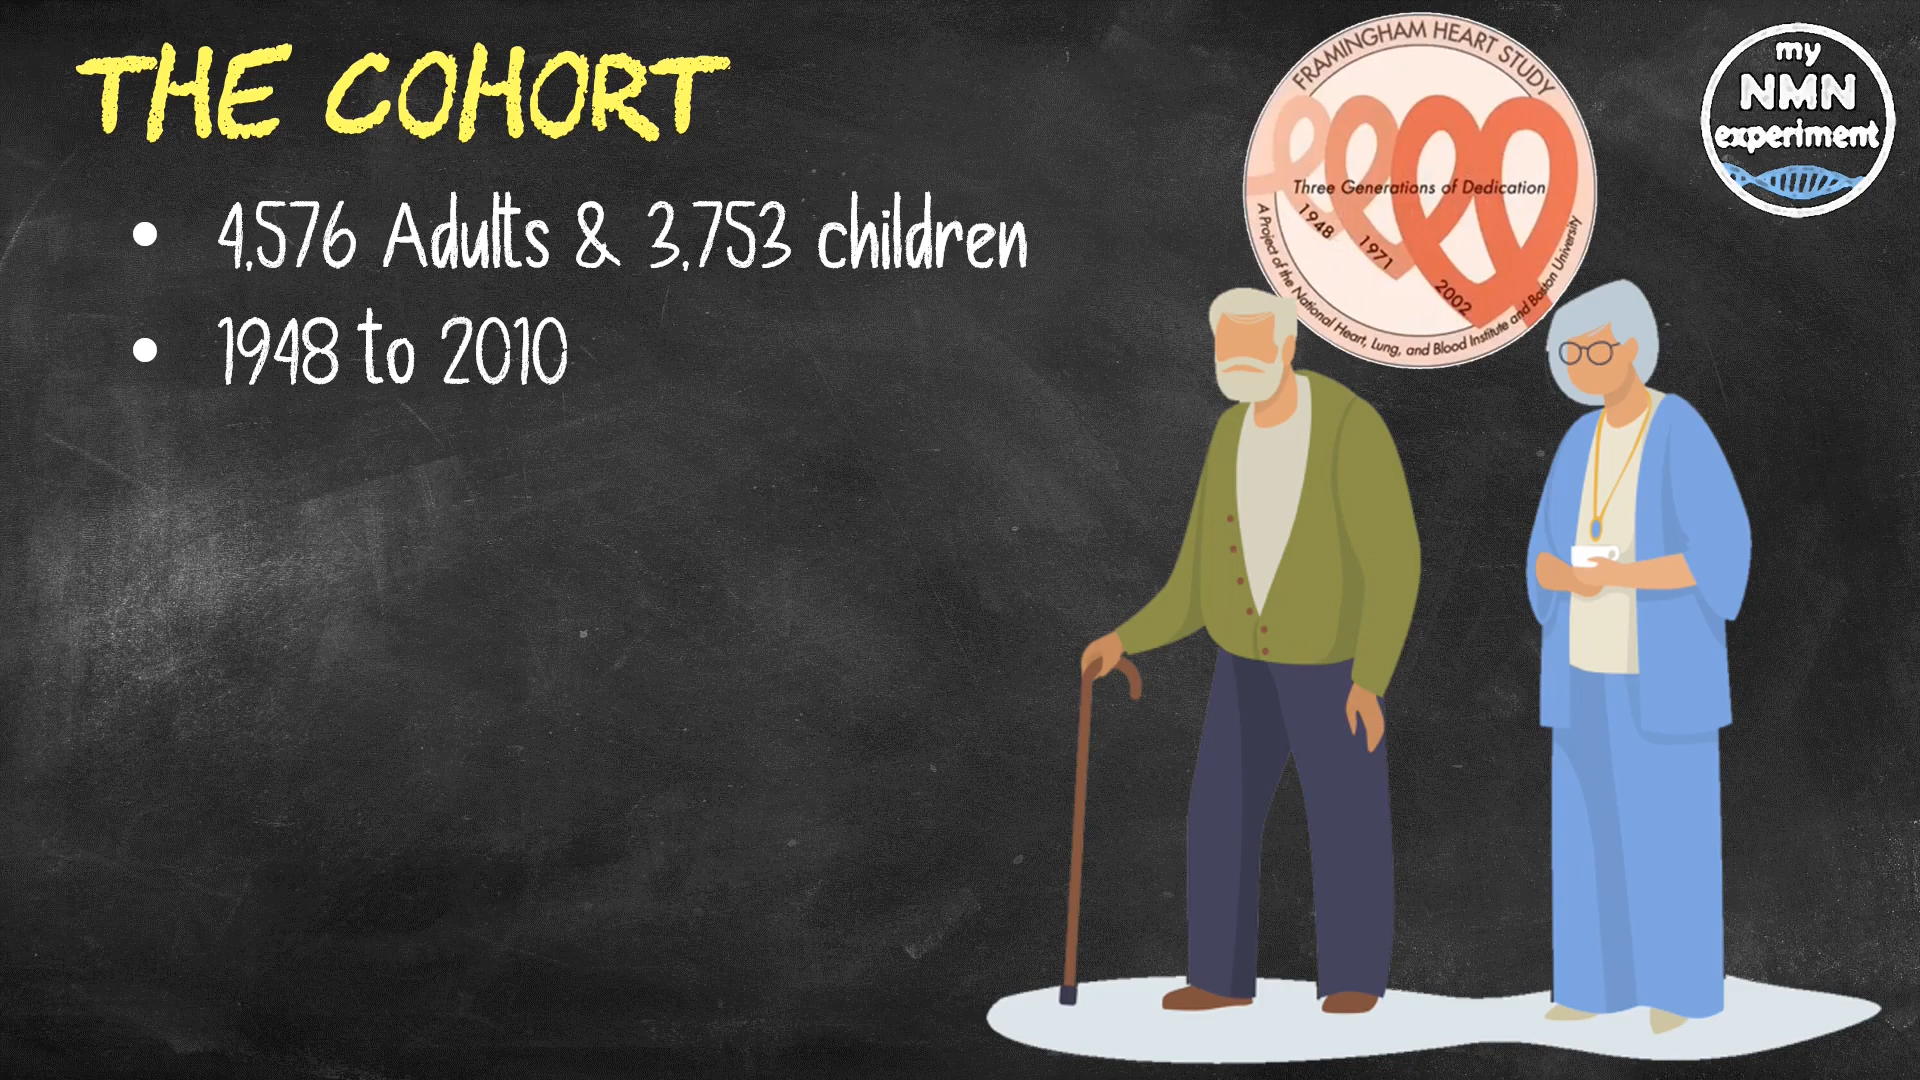 THE COHORT
4,576 Adults & 3,753 children
1948 to 2010
FRAMINGHAM HEART STUDY
Three Generations of Dedication
1948
1971
2002
A Project of the National Heart, Lung, and Blood Institute and Boston University
my
NMN
experiment